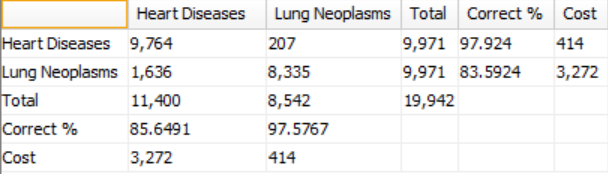 Heart Diseases Lung Neoplasms Total Correct % Cost
Heart Diseases 9,764 207 9,971 97.924 414
Lung Neoplasms 1,636 8,335 9,971 83.5924 3,272
Total 11,400 8,542 19,942
Correct % 85.6491 97.5767
Cost 3,272 414